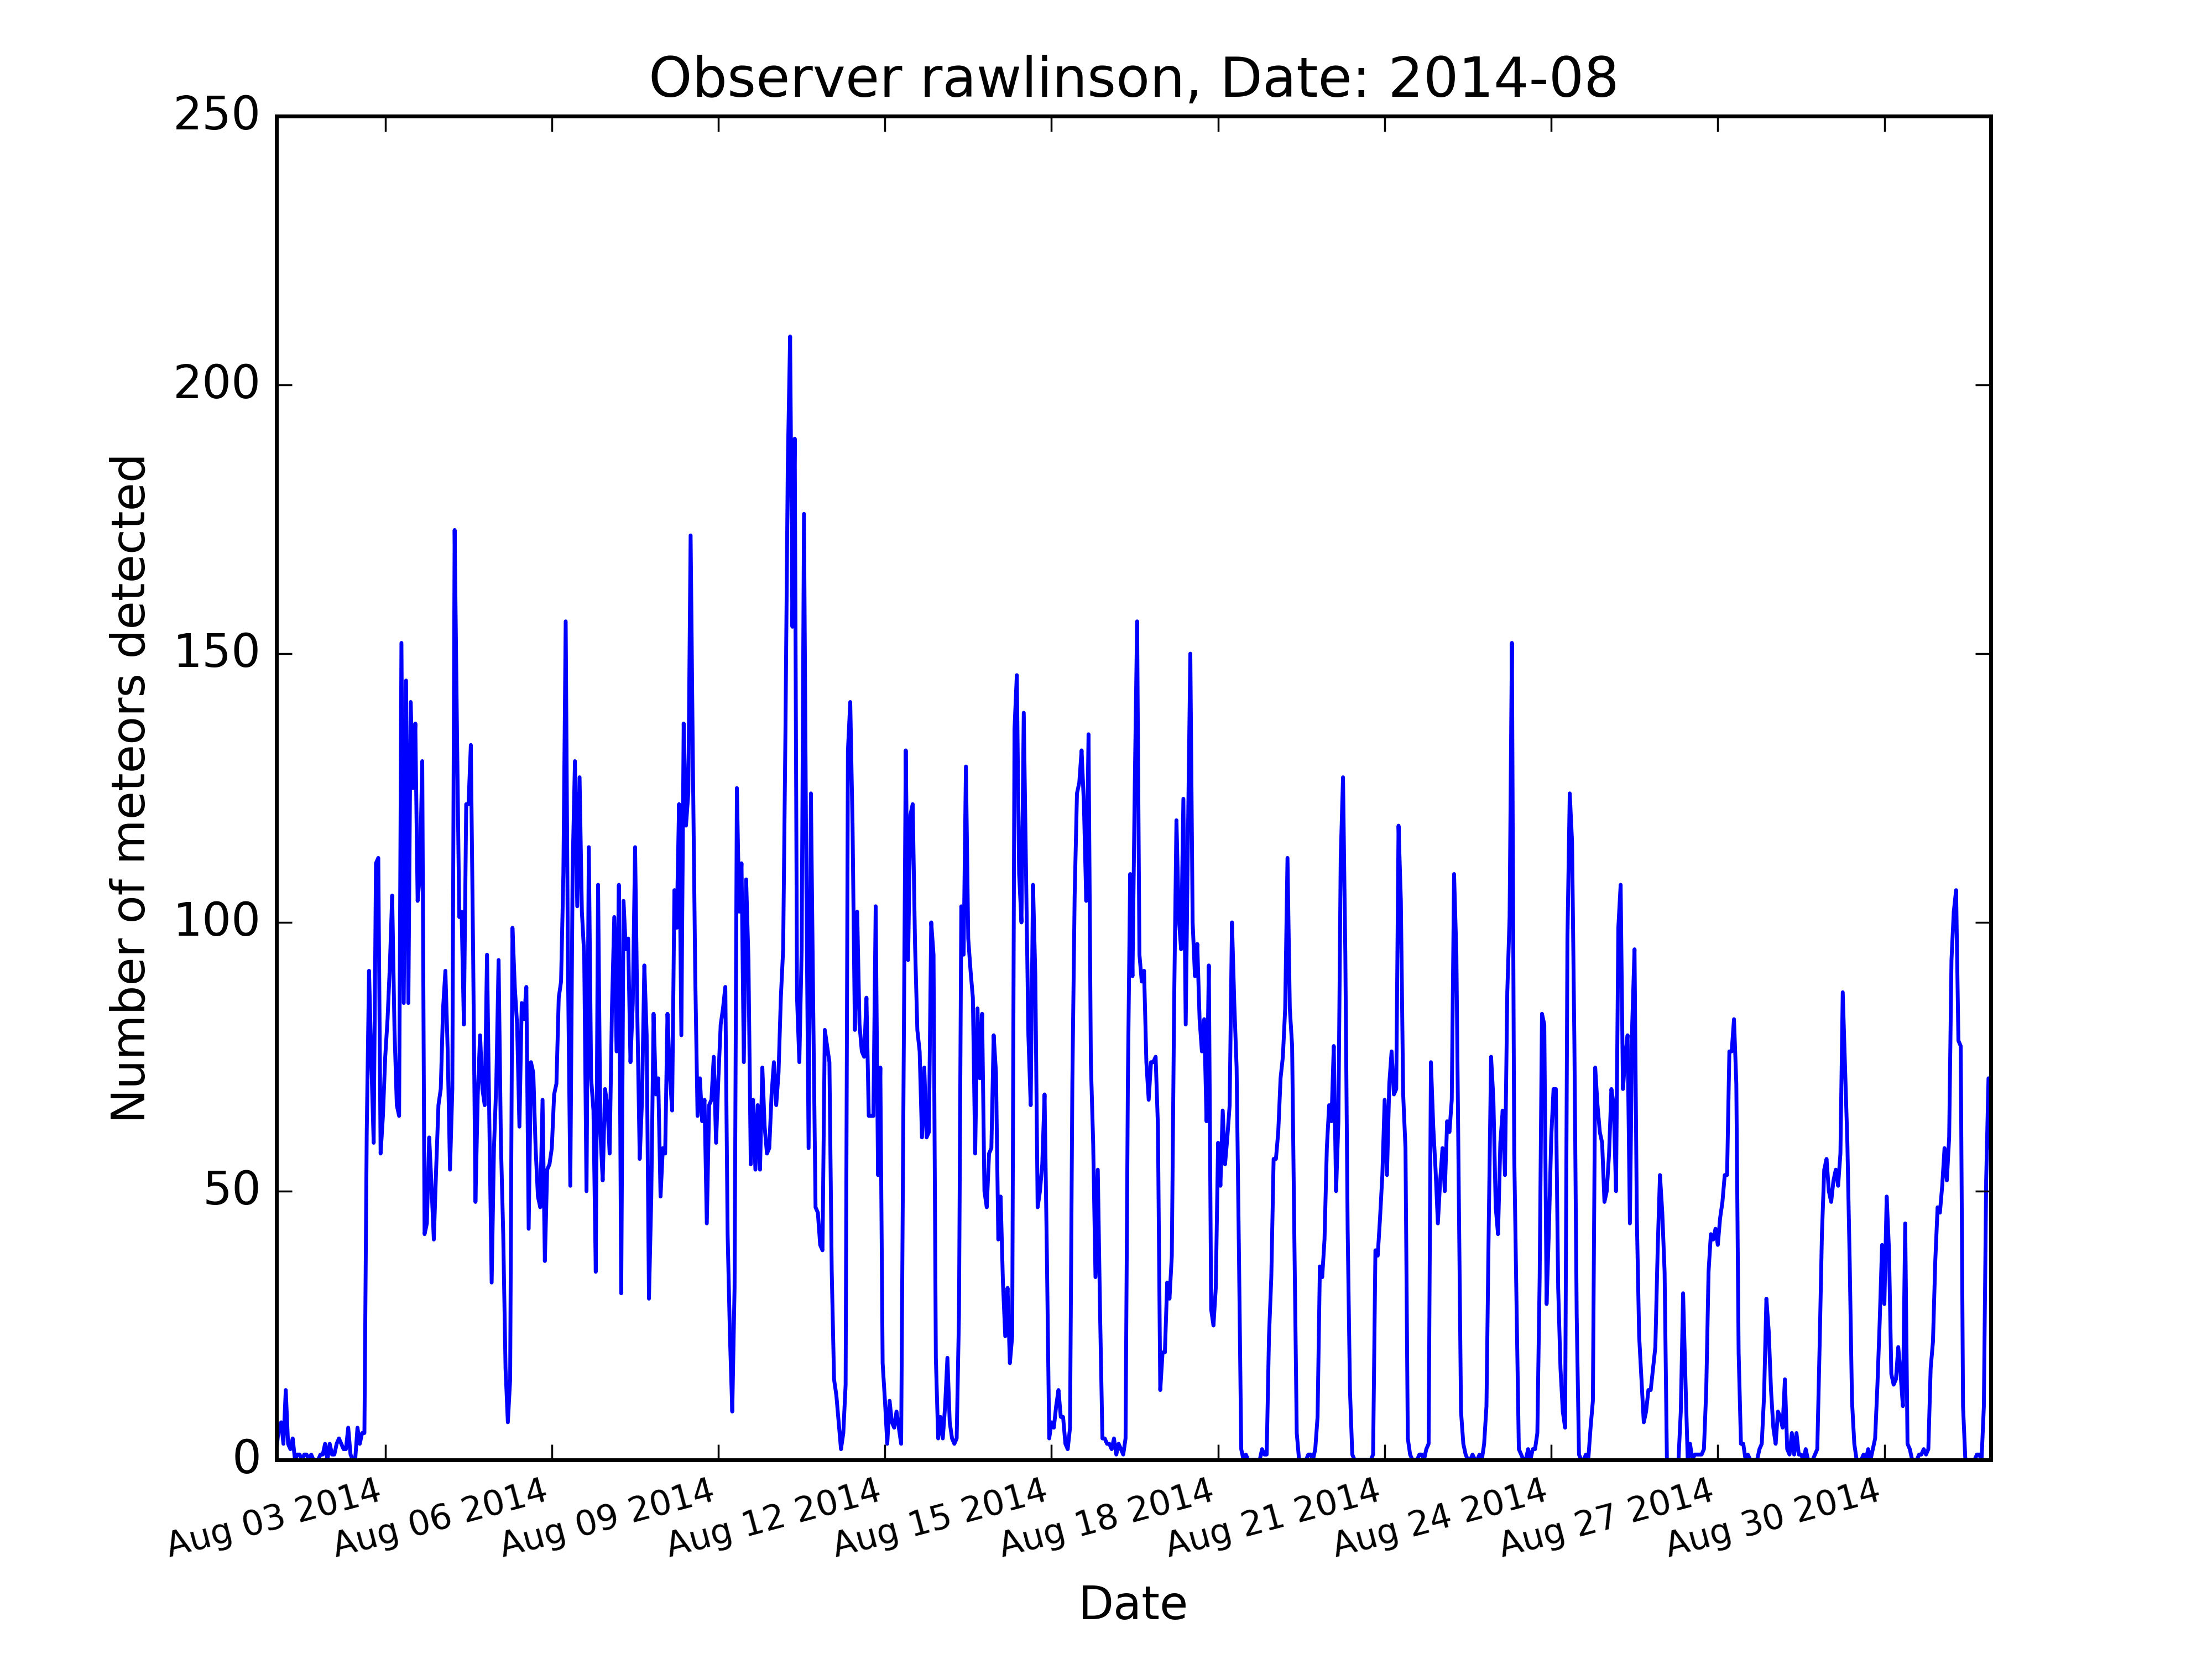 Observer rawlinson, Date: 2014-08
250
200
150
100
50
0
Number of meteors detected
Aug 03 2014
Aug 06 2014
Aug 09 2014
Aug 12 2014
Aug 15 2014
Aug 18 2014
Aug 21 2014
Aug 24 2014
Aug 27 2014
Aug 30 2014
Date